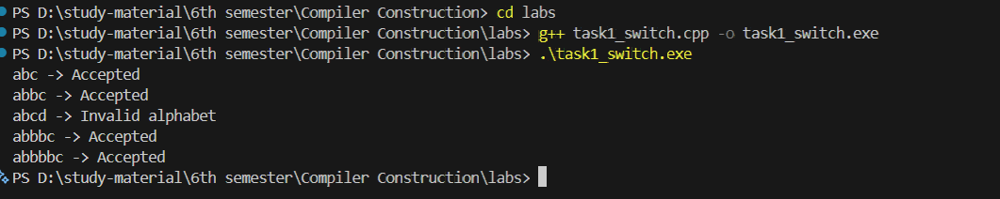 PS D:\study-material\6th semester\Compiler Construction> cd labs
PS D:\study-material\6th semester\Compiler Construction\labs> g++ task1_switch.cpp -o task1_switch.exe
PS D:\study-material\6th semester\Compiler Construction\labs> .\task1_switch.exe
abc -> Accepted
abbc -> Accepted
abcd -> Invalid alphabet
abbbc -> Accepted
abbbbc -> Accepted
PS D:\study-material\6th semester\Compiler Construction\labs>